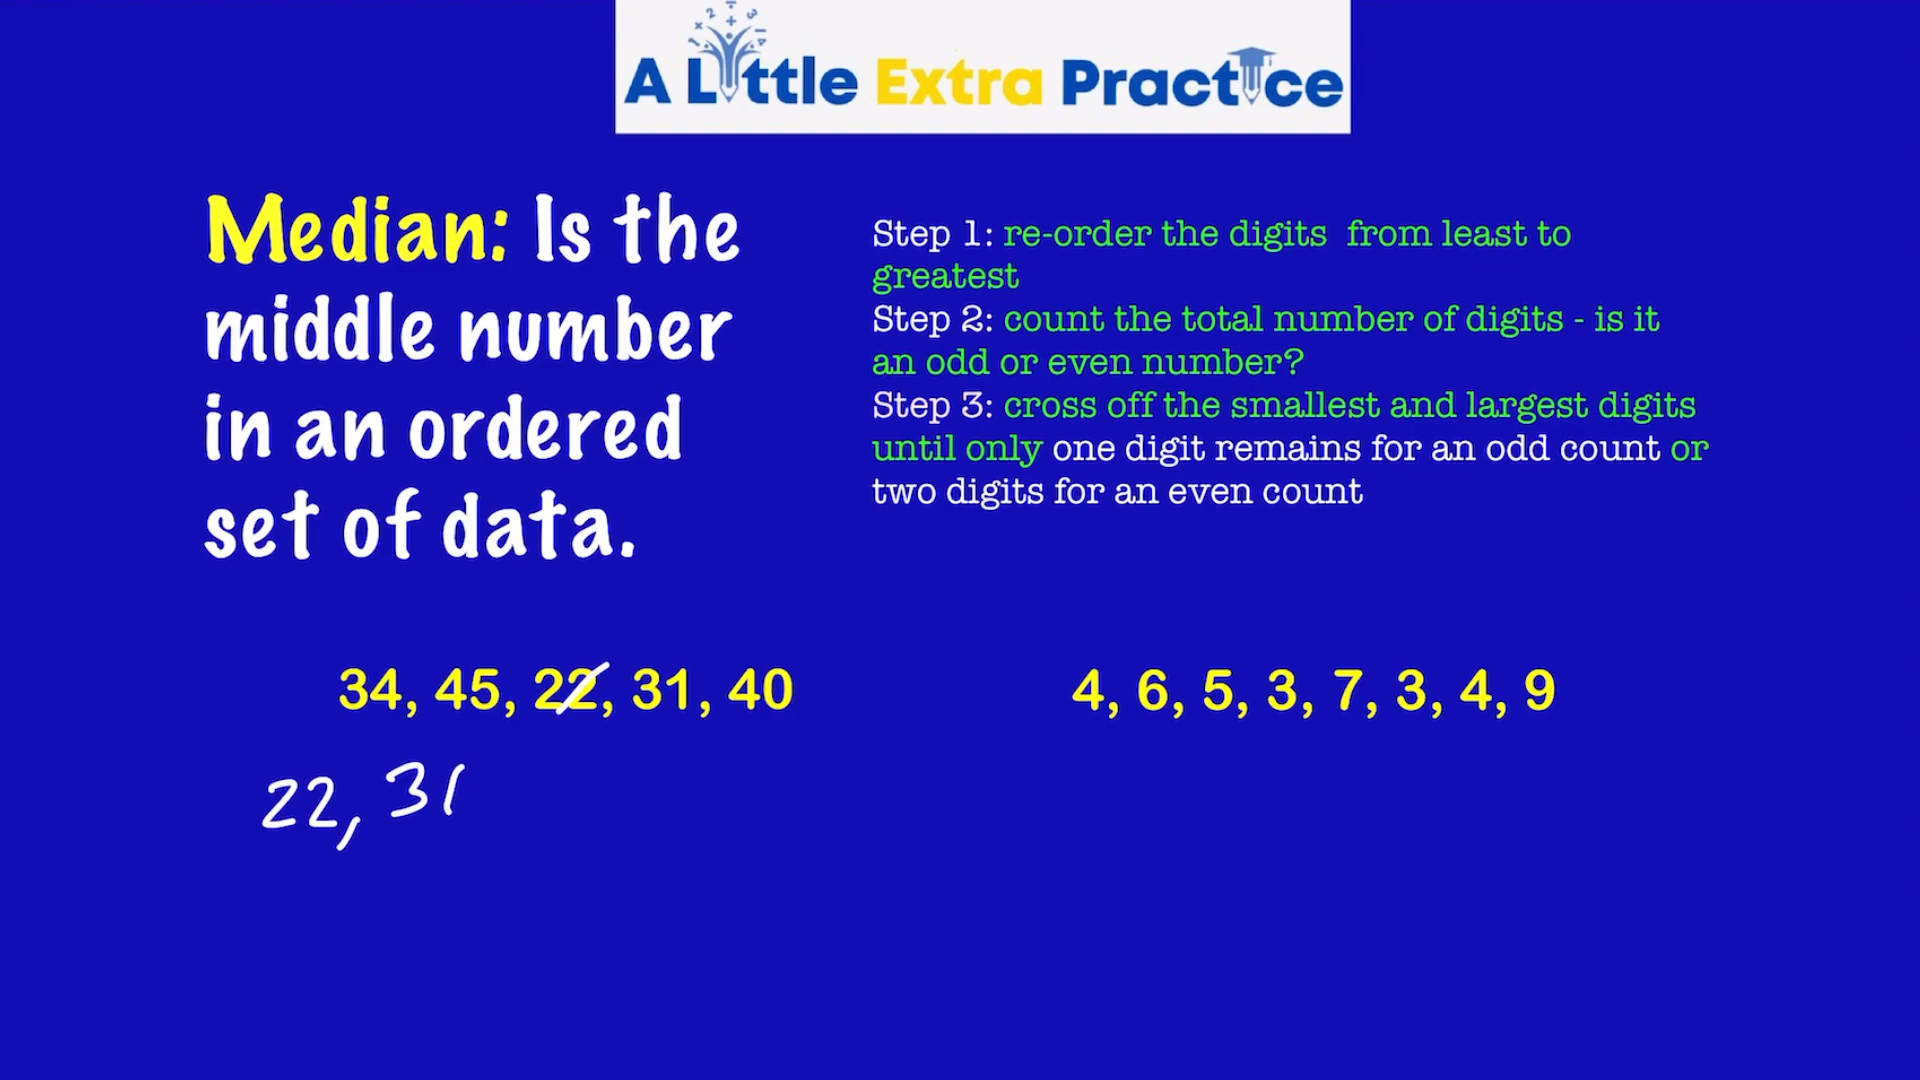 A Little Extra Practice
Median: Is the
middle number
in an ordered
set of data.
Step 1: re-order the digits from least to
greatest
Step 2: count the total number of digits - is it
an odd or even number?
Step 3: cross off the smallest and largest digits
until only one digit remains for an odd count or
two digits for an even count
34, 45, 22, 31, 40
4, 6, 5, 3, 7, 3, 4, 9
22, 31